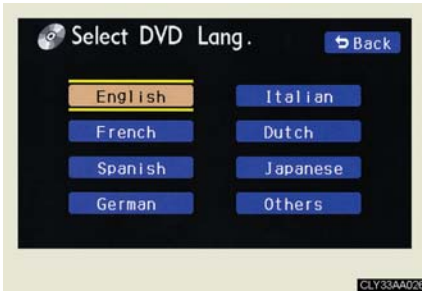 Select DVD Lang.
Back
English
Italian
French
Dutch
Spanish
Japanese
German
Others
CLY33AA026